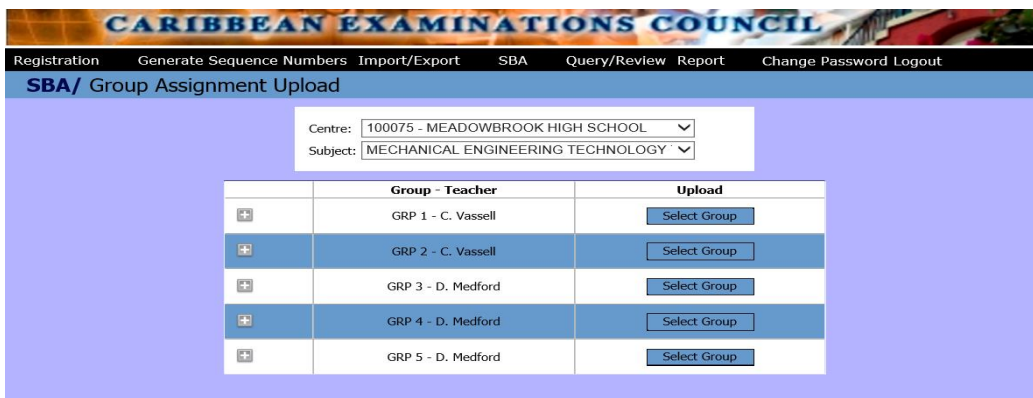 CARIBBEAN EXAMINATIONS COUNCIL
Registration Generate Sequence Numbers Import/Export SBA Query/Review Report Change Password Logout
SBA/ Group Assignment Upload
Centre: 100075 - MEADOWBROOK HIGH SCHOOL
Subject: MECHANICAL ENGINEERING TECHNOLOGY
Group - Teacher Upload
GRP 1 - C. Vassell Select Group
GRP 2 - C. Vassell Select Group
GRP 3 - D. Medford Select Group
GRP 4 - D. Medford Select Group
GRP 5 - D. Medford Select Group